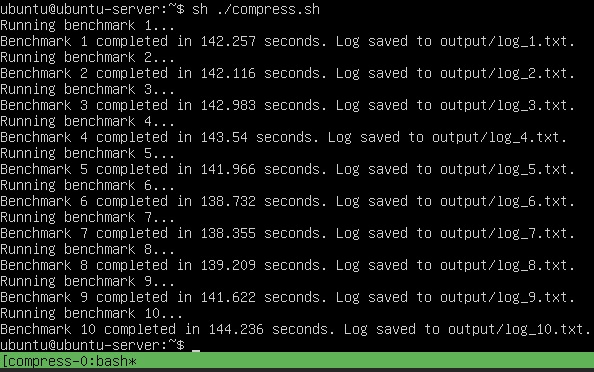 ubuntu@ubuntu-server:~$ sh ./compress.sh
Running benchmark 1...
Benchmark 1 completed in 142.257 seconds. Log saved to output/log_1.txt.
Running benchmark 2...
Benchmark 2 completed in 142.116 seconds. Log saved to output/log_2.txt.
Running benchmark 3...
Benchmark 3 completed in 142.983 seconds. Log saved to output/log_3.txt.
Running benchmark 4...
Benchmark 4 completed in 143.54 seconds. Log saved to output/log_4.txt.
Running benchmark 5...
Benchmark 5 completed in 141.966 seconds. Log saved to output/log_5.txt.
Running benchmark 6...
Benchmark 6 completed in 138.732 seconds. Log saved to output/log_6.txt.
Running benchmark 7...
Benchmark 7 completed in 138.355 seconds. Log saved to output/log_7.txt.
Running benchmark 8...
Benchmark 8 completed in 139.209 seconds. Log saved to output/log_8.txt.
Running benchmark 9...
Benchmark 9 completed in 141.622 seconds. Log saved to output/log_9.txt.
Running benchmark 10...
Benchmark 10 completed in 144.236 seconds. Log saved to output/log_10.txt.
ubuntu@ubuntu-server:~$ _
[compress-0:bash*